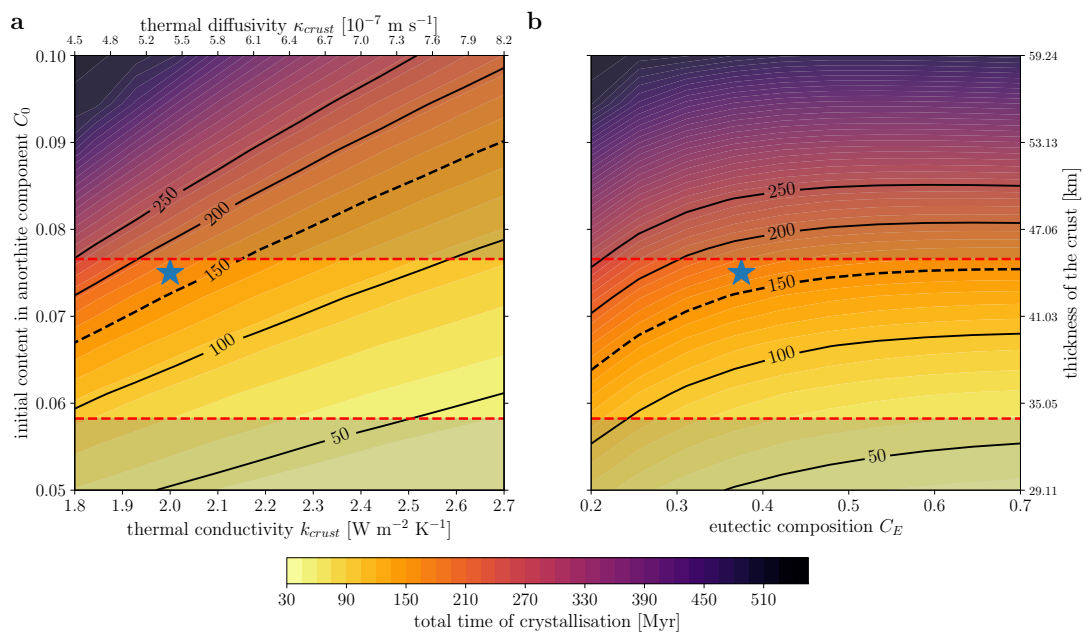 a
thermal diffusivity κ_crust [10⁻⁷ m s⁻¹]
4.5 4.8 5.2 5.4 5.7 6.1 6.4 6.7 7.0 7.3 7.6 7.9 8.2
initial content in anorthite component C₀
0.10
0.09
0.08
0.07
0.06
0.05
250
200
150
100
50
1.8 1.9 2.0 2.1 2.2 2.3 2.4 2.5 2.6 2.7
thermal conductivity k_crust [W m⁻² K⁻¹]
b
250
200
150
100
50
0.2 0.3 0.4 0.5 0.6 0.7
eutectic composition C_E
59.24
53.13
47.06
41.03
35.05
29.11
thickness of the crust [km]
30 90 150 210 270 330 390 450 510
total time of crystallisation [Myr]